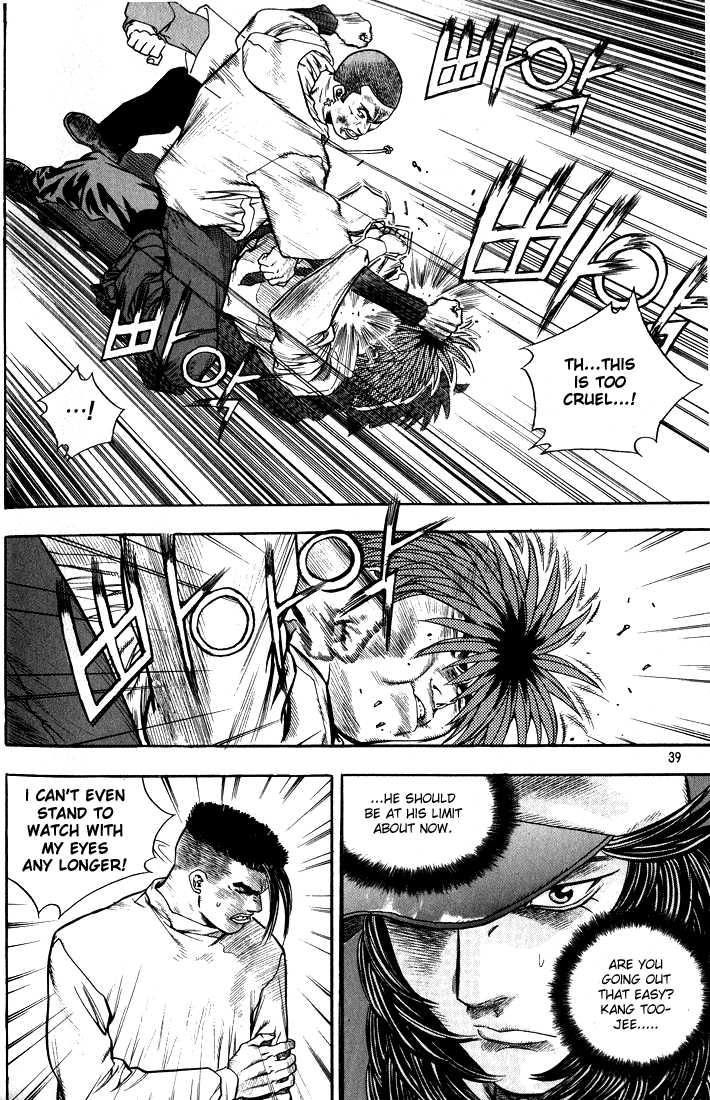 빠악
빠악
TH...THIS
IS TOO
CRUEL...!
빠악
...!
빠아악
39
I CAN'T EVEN
STAND TO
WATCH WITH
MY EYES
ANY LONGER!
...HE SHOULD
BE AT HIS LIMIT
ABOUT NOW.
ARE YOU
GOING OUT
THAT EASY?
KANG TOO-
JEE.....